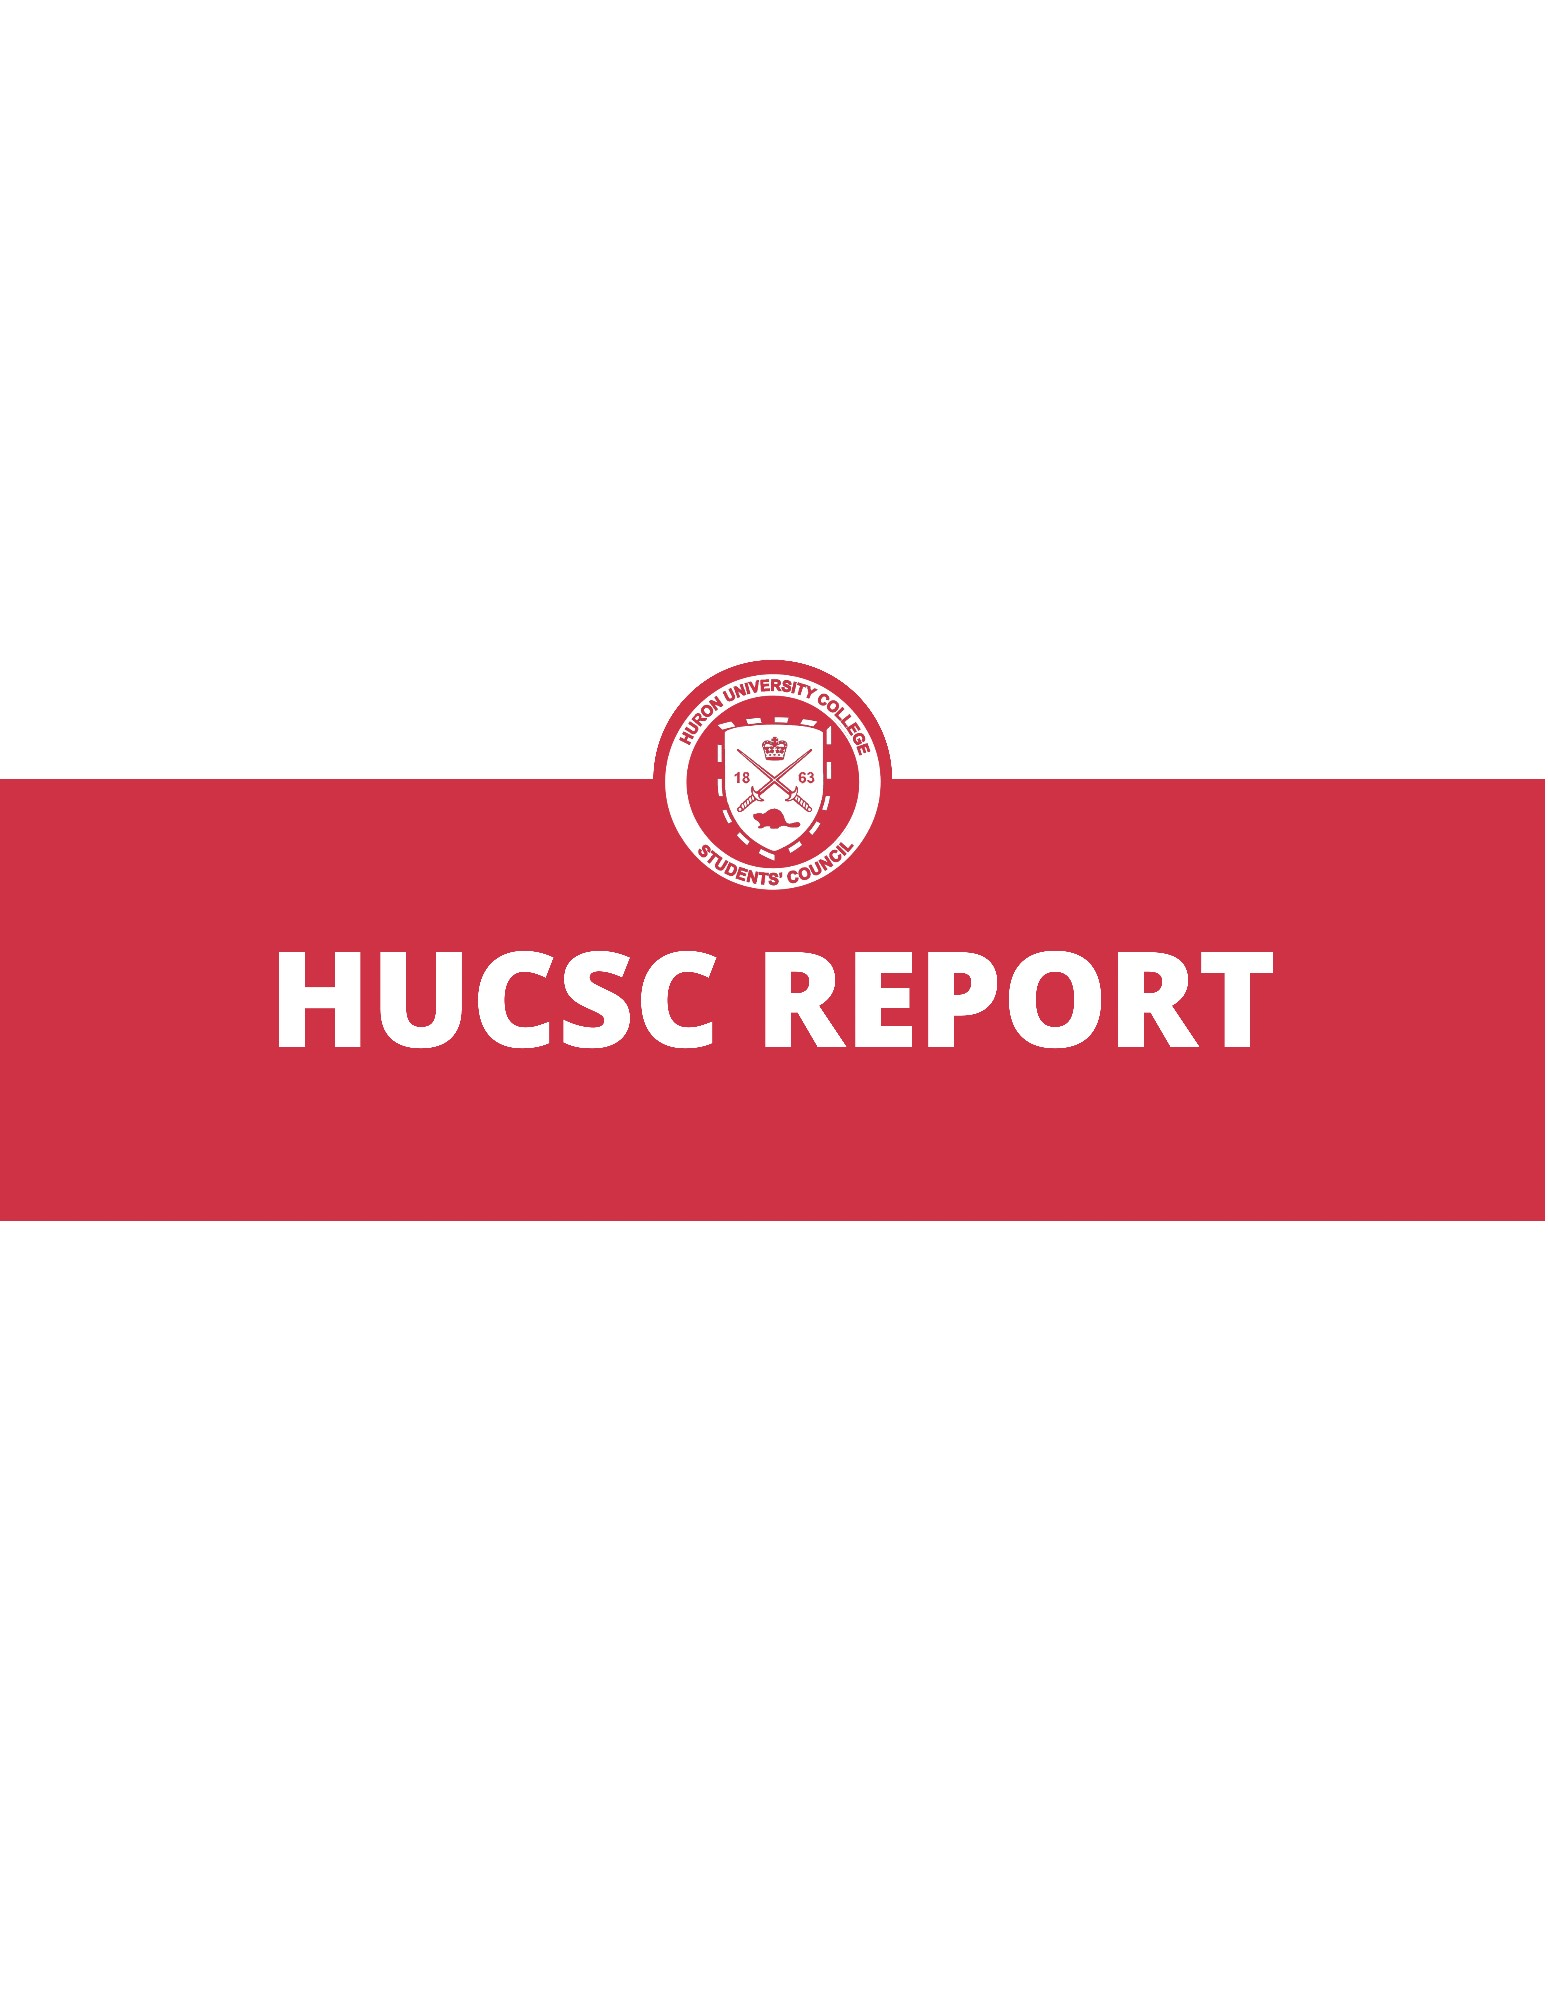 HURON UNIVERSITY COLLEGE
18 63
STUDENTS' COUNCIL
HUCSC REPORT